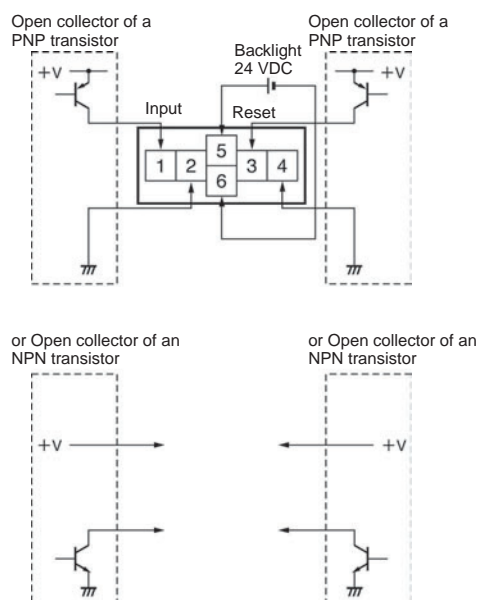 Open collector of a
PNP transistor
Open collector of a
PNP transistor
Backlight
24 VDC
+V
+V
Input
Reset
5
1 2 3 4
6
or Open collector of an
NPN transistor
or Open collector of an
NPN transistor
+V
+V